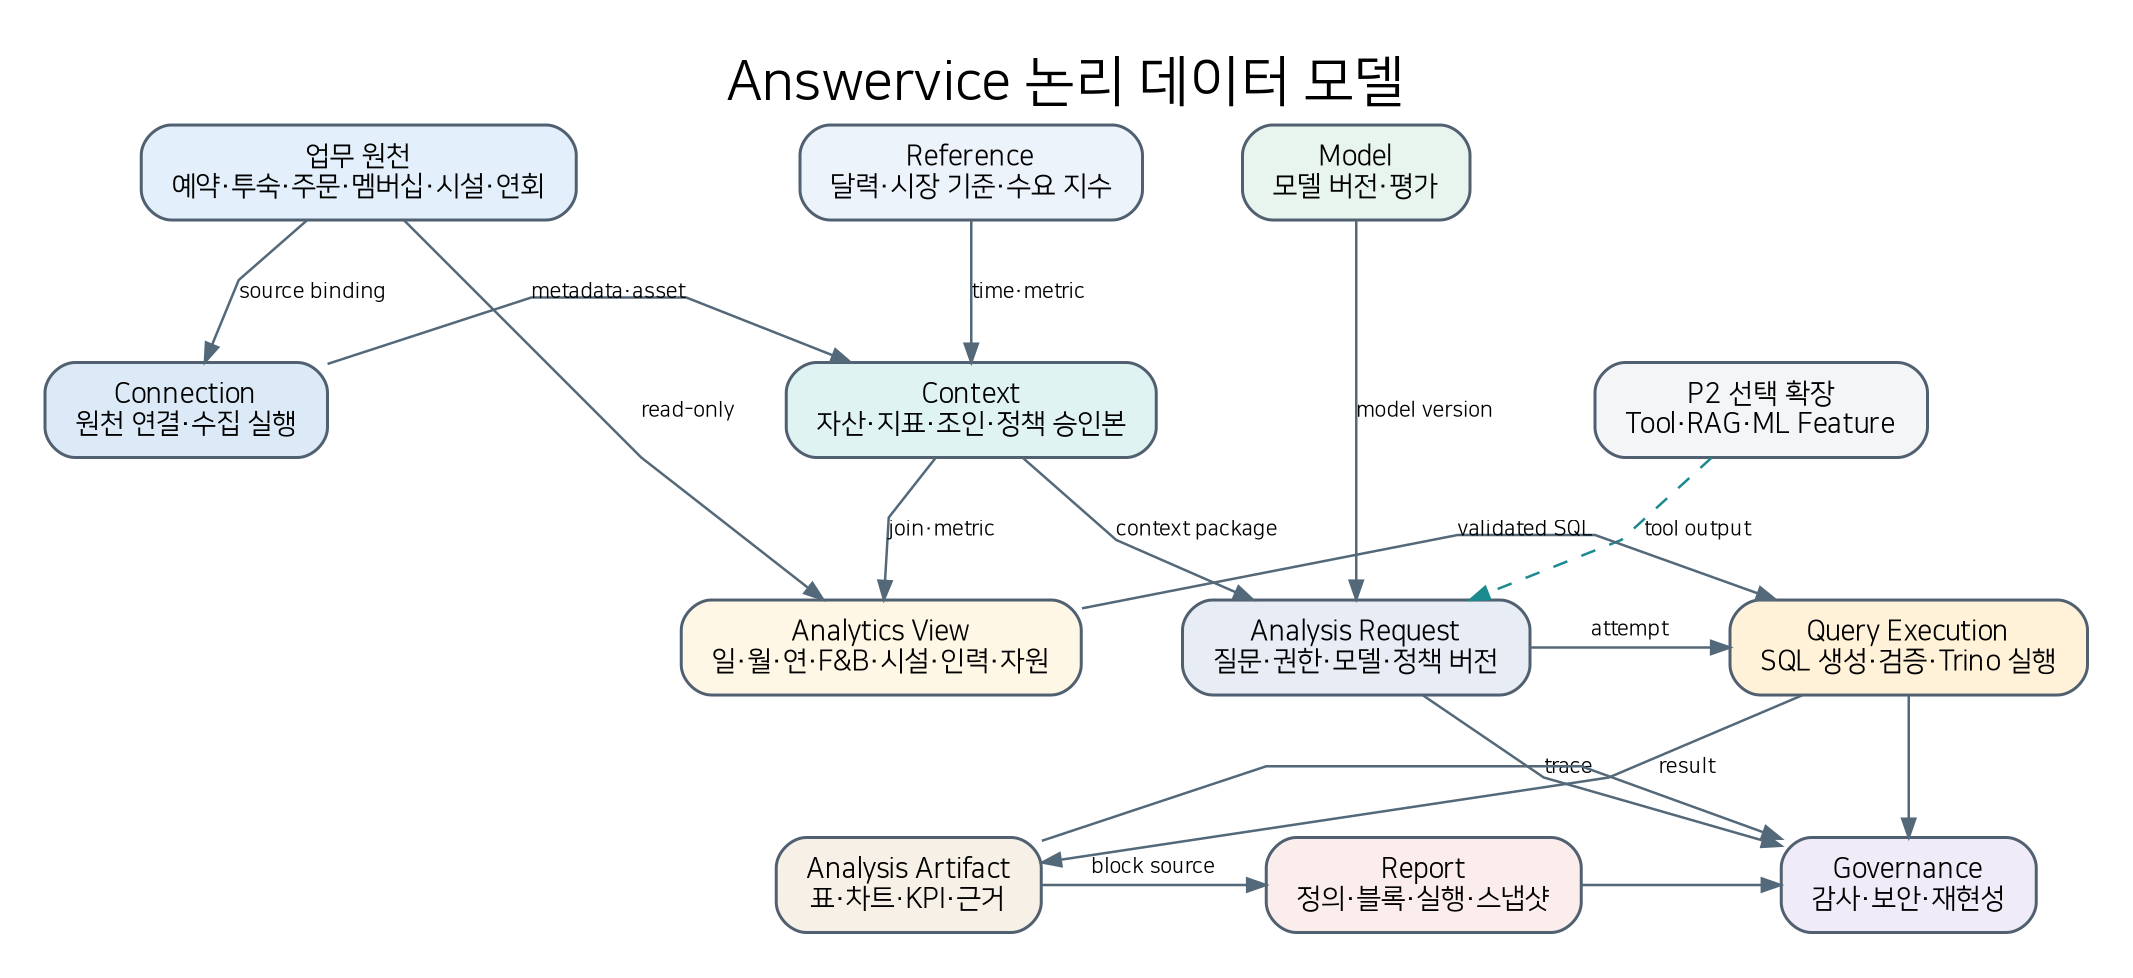 Answervice 논리 데이터 모델
업무 원천
예약·투숙·주문·멤버십·시설·연회
Reference
달력·시장 기준·수요 지수
Model
모델 버전·평가
source binding
metadata·asset
time·metric
Connection
원천 연결·수집 실행
read-only
Context
자산·지표·조인·정책 승인본
model version
P2 선택 확장
Tool·RAG·ML Feature
join·metric
context package
validated SQL
tool output
Analytics View
일·월·연·F&B·시설·인력·자원
Analysis Request
질문·권한·모델·정책 버전
attempt
Query Execution
SQL 생성·검증·Trino 실행
trace
result
Analysis Artifact
표·차트·KPI·근거
block source
Report
정의·블록·실행·스냅샷
Governance
감사·보안·재현성